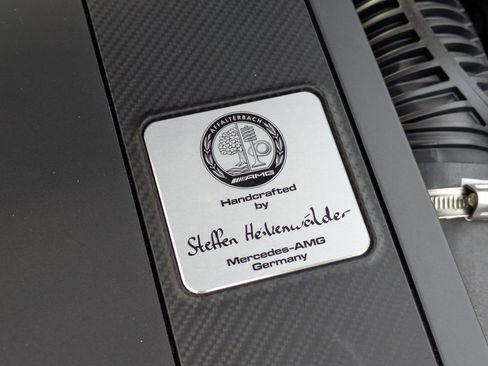 AFFALTERBACH
AMG
Handcrafted
by
Steffen Heikenwälder
Mercedes-AMG
Germany